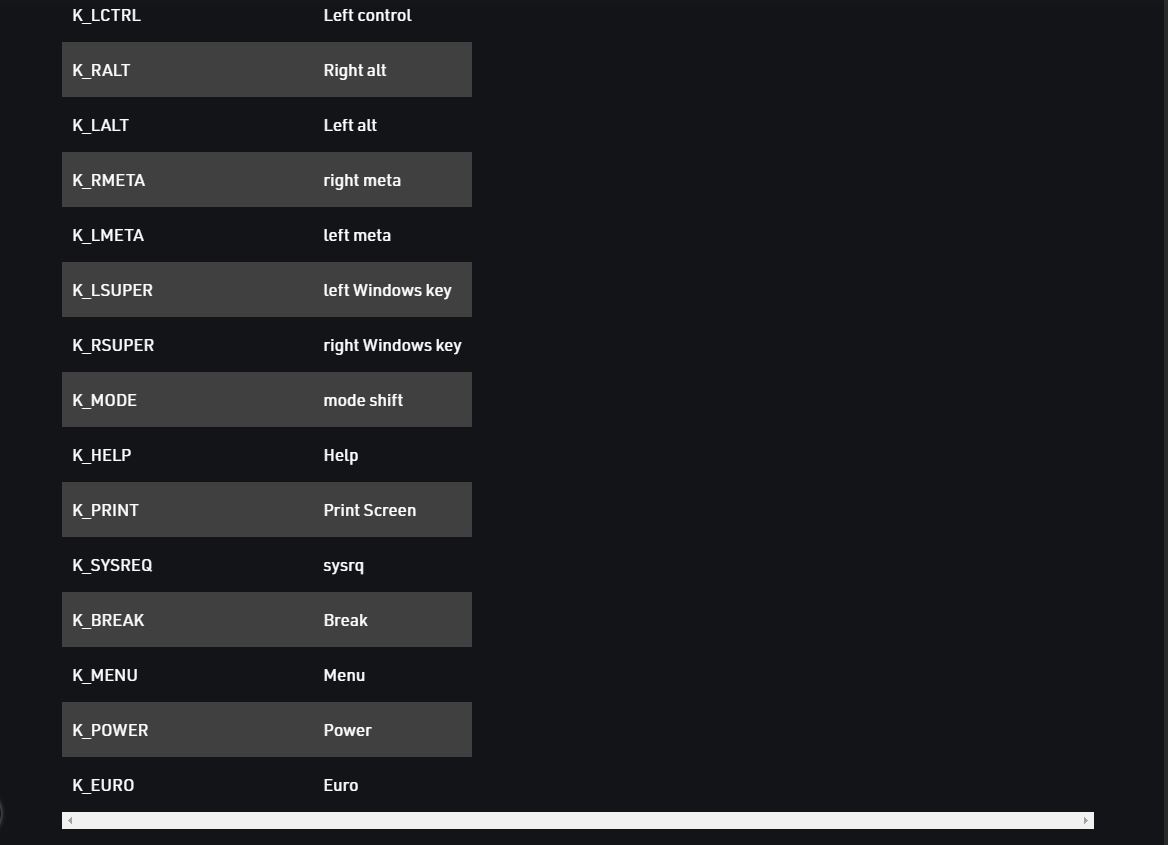 K_LCTRL Left control
K_RALT Right alt
K_LALT Left alt
K_RMETA right meta
K_LMETA left meta
K_LSUPER left Windows key
K_RSUPER right Windows key
K_MODE mode shift
K_HELP Help
K_PRINT Print Screen
K_SYSREQ sysrq
K_BREAK Break
K_MENU Menu
K_POWER Power
K_EURO Euro